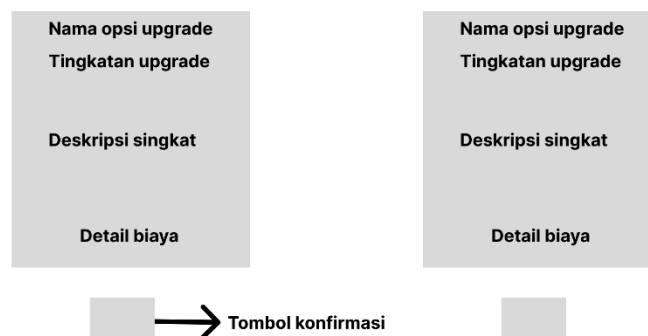 Nama opsi upgrade
Tingkatan upgrade
Deskripsi singkat
Detail biaya
Nama opsi upgrade
Tingkatan upgrade
Deskripsi singkat
Detail biaya
Tombol konfirmasi